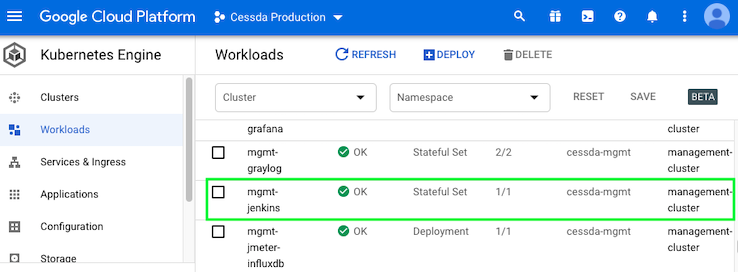 Google Cloud Platform
Cessda Production
Kubernetes Engine
Workloads
REFRESH
DEPLOY
DELETE
Clusters
Workloads
Services & Ingress
Applications
Configuration
Storage
Cluster
Namespace
RESET
SAVE
BETA
grafana
cluster
mgmt-
graylog
OK
Stateful Set
2/2
cessda-mgmt
management-
cluster
mgmt-
jenkins
OK
Stateful Set
1/1
cessda-mgmt
management-
cluster
mgmt-
jmeter-
influxdb
OK
Deployment
1/1
cessda-mgmt
management-
cluster